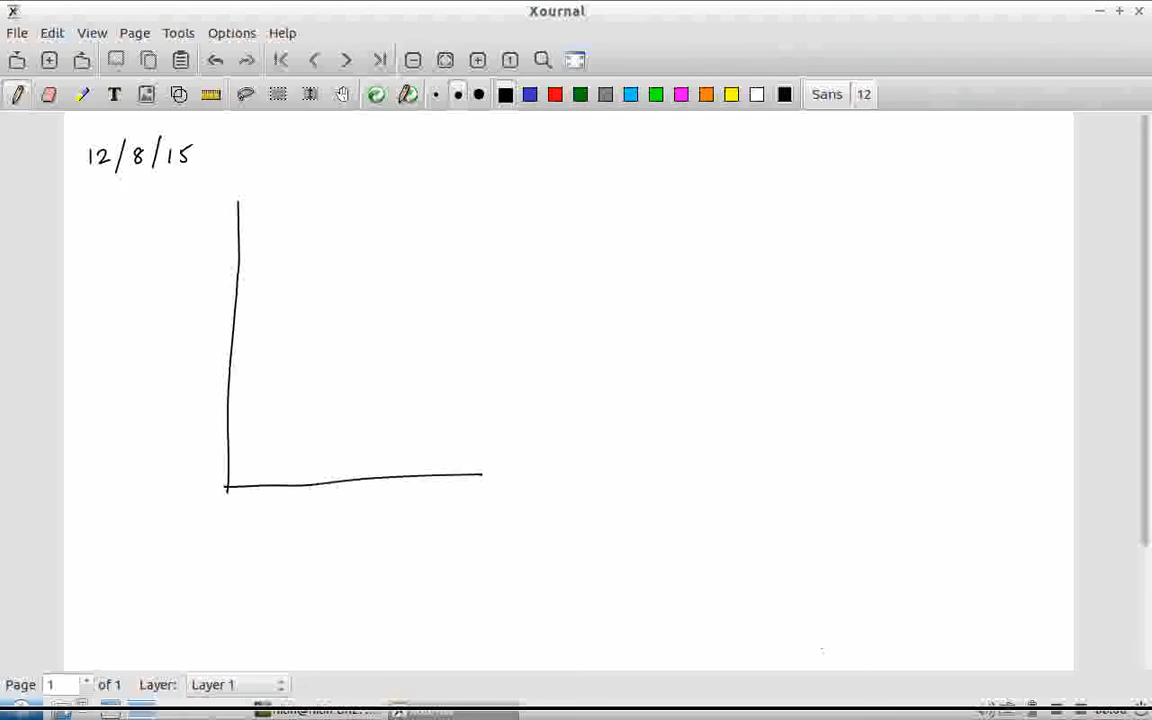 Xournal
File Edit View Page Tools Options Help
Sans 12
12/8/15
Page 1 of 1 Layer: Layer 1